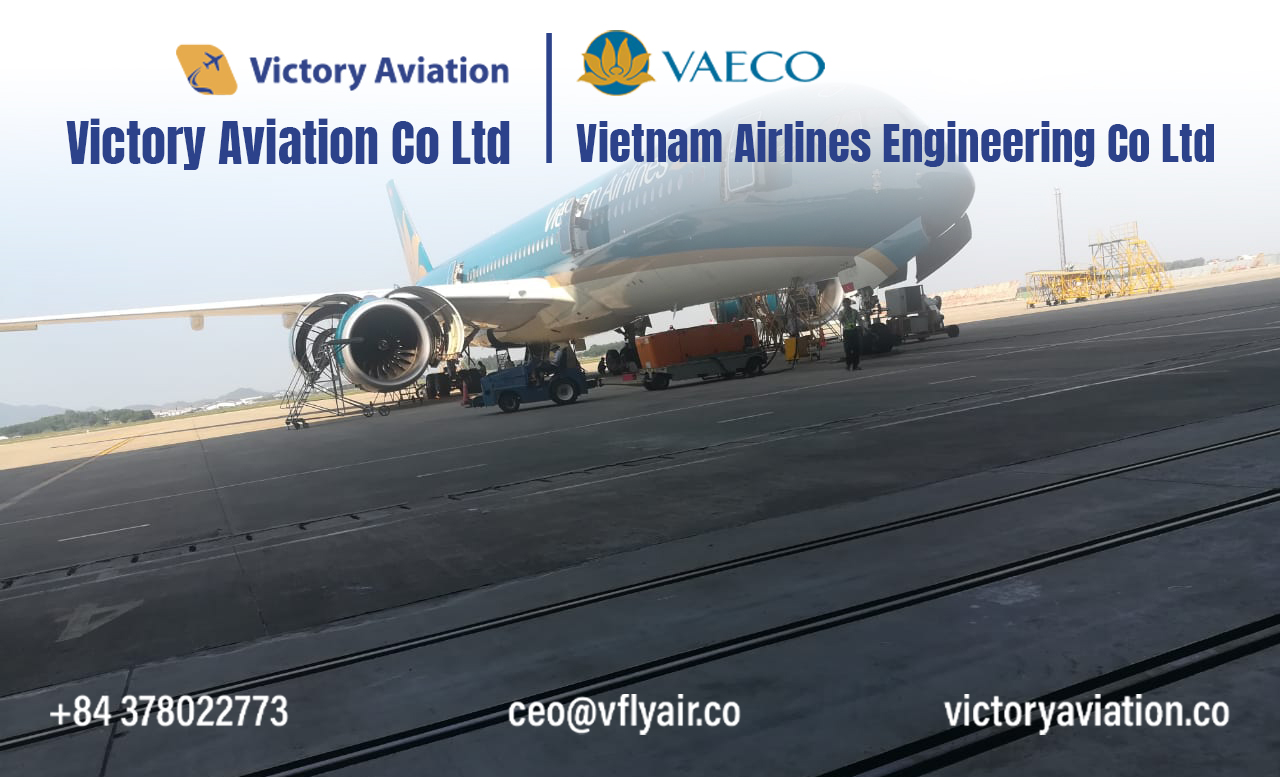 Victory Aviation
VAECO
Victory Aviation Co Ltd
Vietnam Airlines Engineering Co Ltd
Vietnam Airlines
4
+84 378022773
ceo@vflyair.co
victoryaviation.co